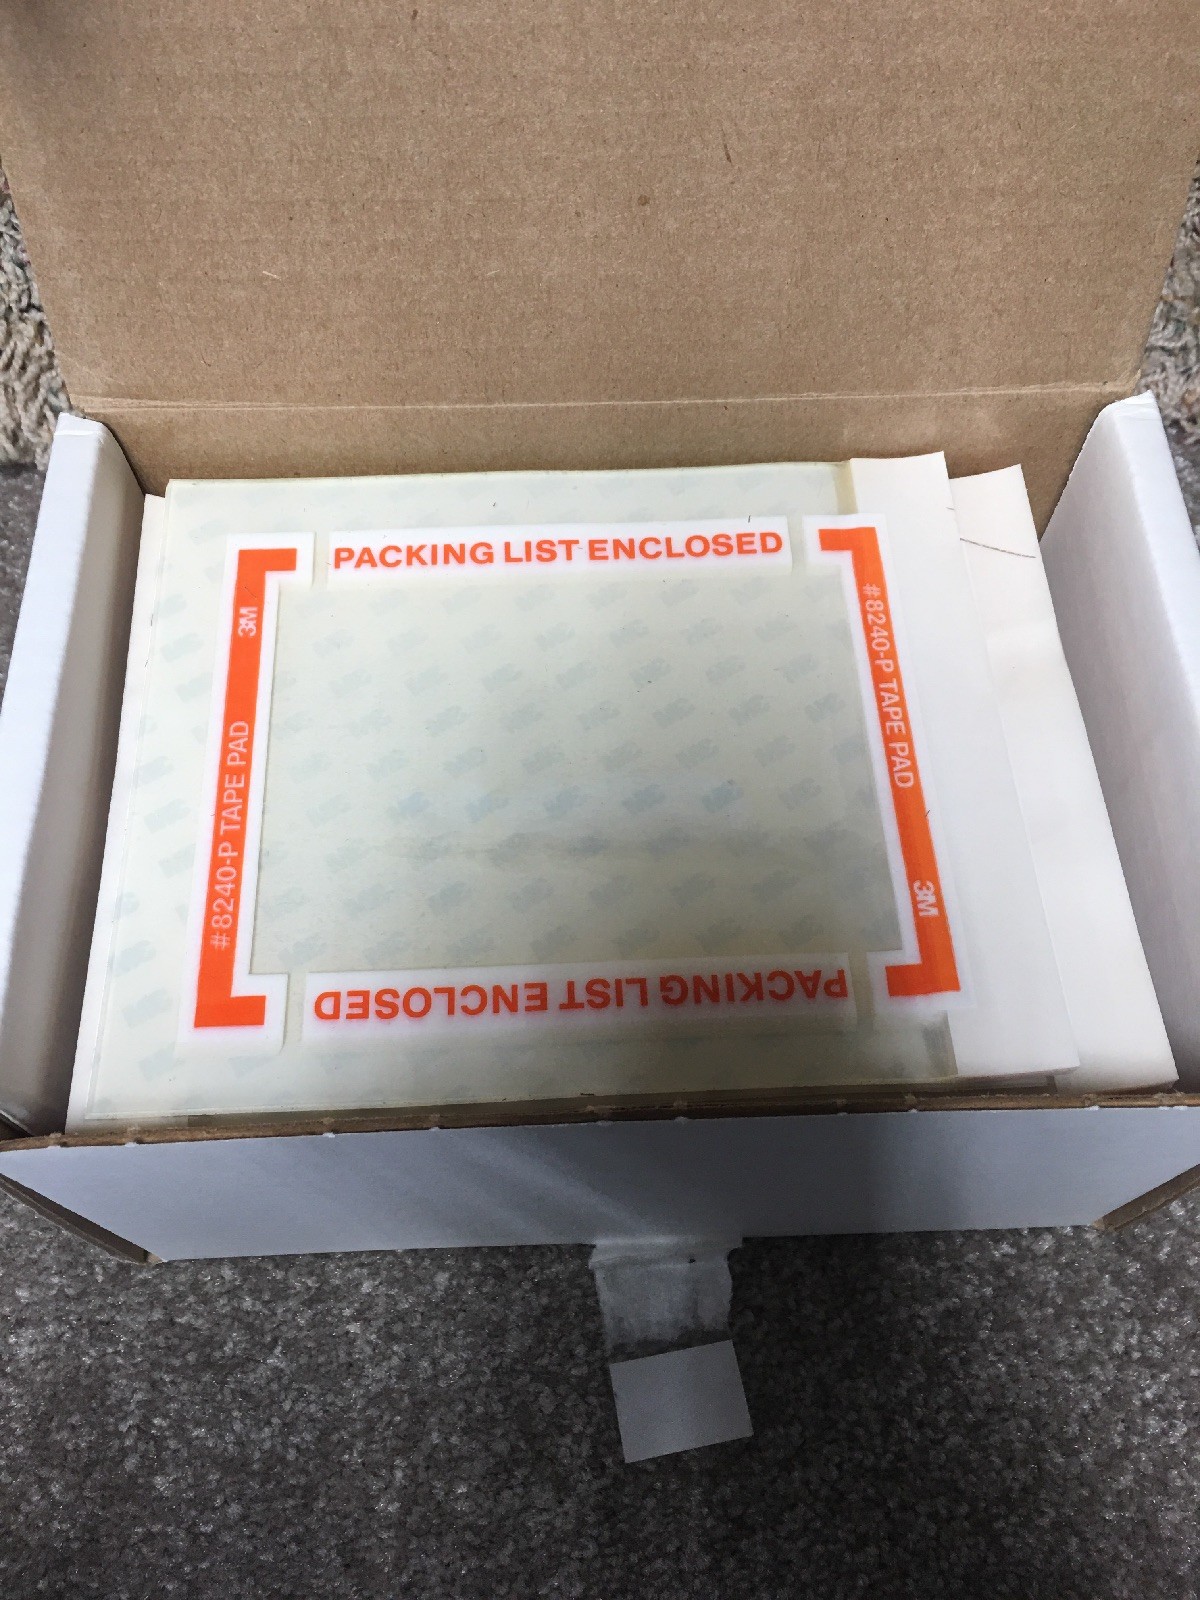 PACKING LIST ENCLOSED
3M
#8240-P TAPE PAD
#8240-P TAPE PAD
3M
PACKING LIST ENCLOSED